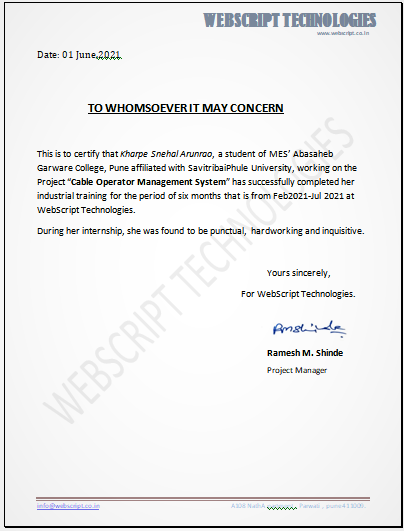 WEBSCRIPT TECHNOLOGIES
www.webscript.co.in
Date: 01 June,2021.
TO WHOMSOEVER IT MAY CONCERN
This is to certify that Kharpe Snehal Arunrao, a student of MES' Abasaheb
Garware College, Pune affiliated with SavitribaiPhule University, working on the
Project "Cable Operator Management System" has successfully completed her
industrial training for the period of six months that is from Feb2021-Jul 2021 at
WebScript Technologies.
During her internship, she was found to be punctual, hardworking and inquisitive.
Yours sincerely,
For WebScript Technologies.
RMShinde
Ramesh M. Shinde
Project Manager
WEBSCRIPT TECHNOLOGIES
info@webscript.co.in
Parvati , pune411009.